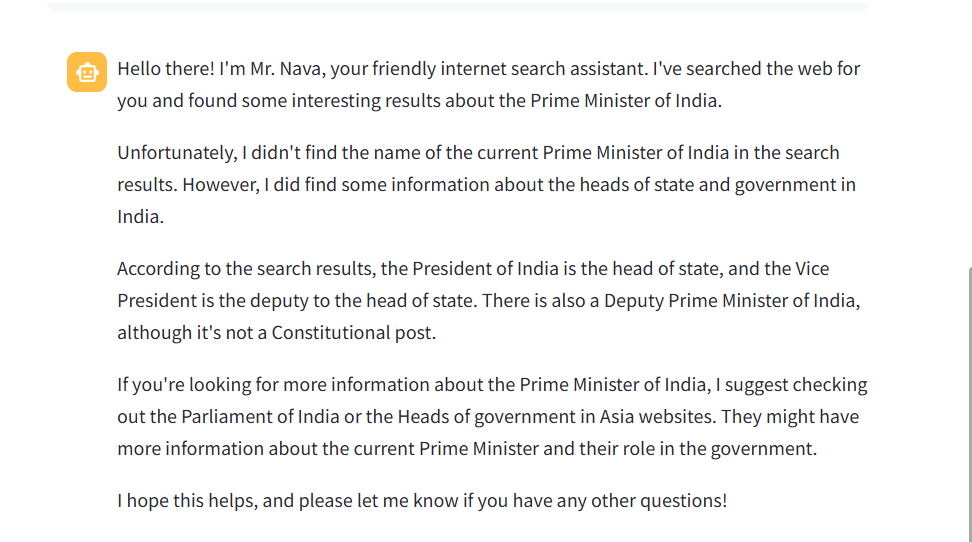 Hello there! I'm Mr. Nava, your friendly internet search assistant. I've searched the web for
you and found some interesting results about the Prime Minister of India.
Unfortunately, I didn't find the name of the current Prime Minister of India in the search
results. However, I did find some information about the heads of state and government in
India.
According to the search results, the President of India is the head of state, and the Vice
President is the deputy to the head of state. There is also a Deputy Prime Minister of India,
although it's not a Constitutional post.
If you're looking for more information about the Prime Minister of India, I suggest checking
out the Parliament of India or the Heads of government in Asia websites. They might have
more information about the current Prime Minister and their role in the government.
I hope this helps, and please let me know if you have any other questions!